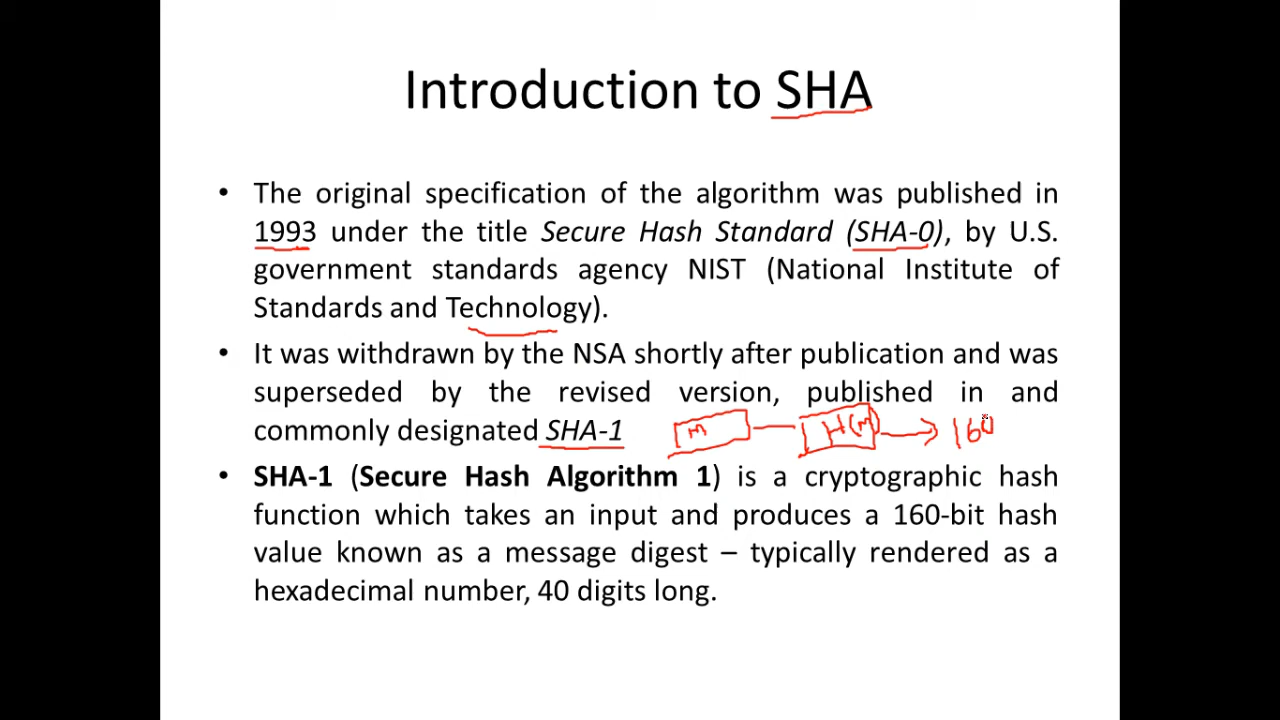 Introduction to SHA
• The original specification of the algorithm was published in
1993 under the title Secure Hash Standard (SHA-0), by U.S.
government standards agency NIST (National Institute of
Standards and Technology).
• It was withdrawn by the NSA shortly after publication and was
superseded by the revised version, published in and
commonly designated SHA-1 m H(m) 160
• SHA-1 (Secure Hash Algorithm 1) is a cryptographic hash
function which takes an input and produces a 160-bit hash
value known as a message digest – typically rendered as a
hexadecimal number, 40 digits long.